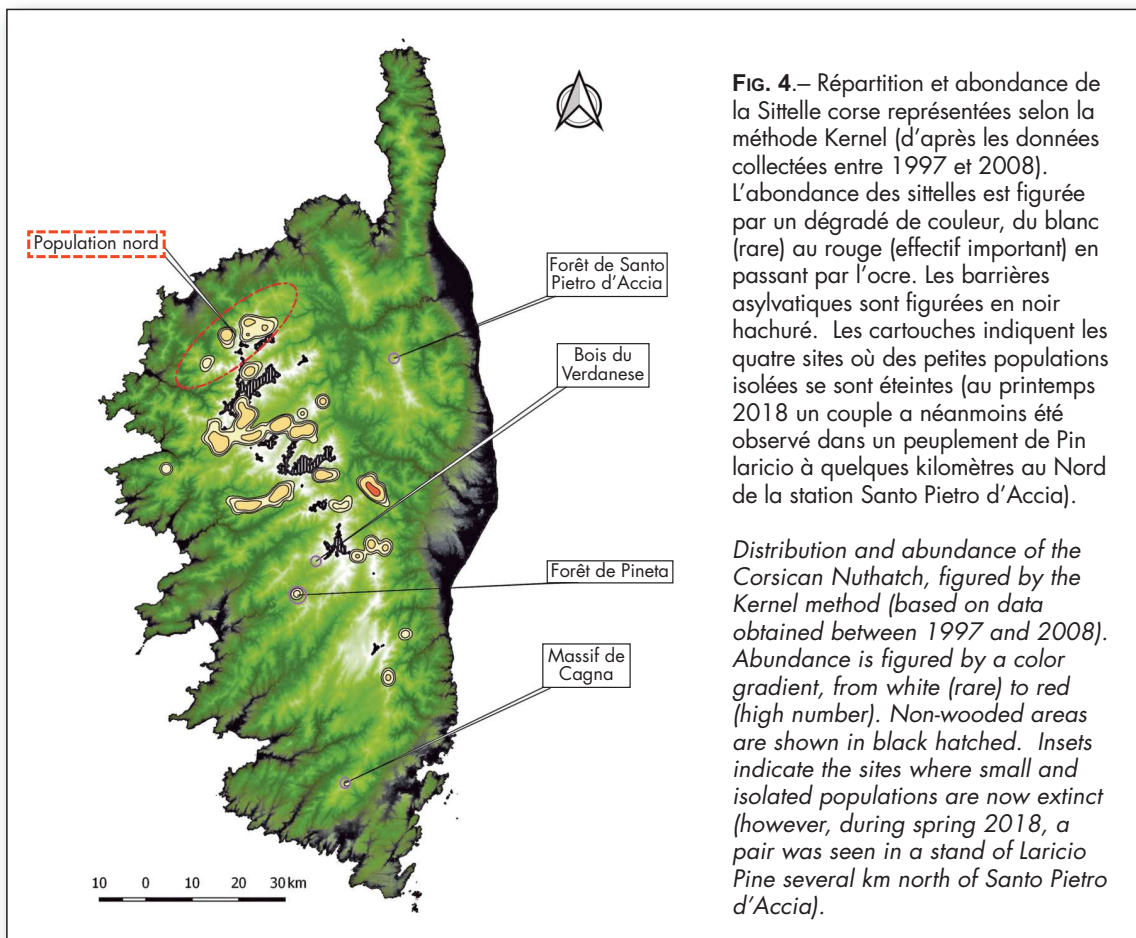 Population nord
Forêt de Santo
Pietro d’Accia
Bois du
Verdanese
Forêt de Pineta
Massif de
Cagna
10 0 10 20 30 km
FIG. 4.– Répartition et abondance de
la Sittelle corse représentées selon la
méthode Kernel (d’après les données
collectées entre 1997 et 2008).
L’abondance des sittelles est figurée
par un dégradé de couleur, du blanc
(rare) au rouge (effectif important) en
passant par l’ocre. Les barrières
asylvatiques sont figurées en noir
hachuré. Les cartouches indiquent les
quatre sites où des petites populations
isolées se sont éteintes (au printemps
2018 un couple a néanmoins été
observé dans un peuplement de Pin
laricio à quelques kilomètres au Nord
de la station Santo Pietro d’Accia).
Distribution and abundance of the
Corsican Nuthatch, figured by the
Kernel method (based on data
obtained between 1997 and 2008).
Abundance is figured by a color
gradient, from white (rare) to red
(high number). Non-wooded areas
are shown in black hatched. Insets
indicate the sites where small and
isolated populations are now extinct
(however, during spring 2018, a
pair was seen in a stand of Laricio
Pine several km north of Santo Pietro
d’Accia).